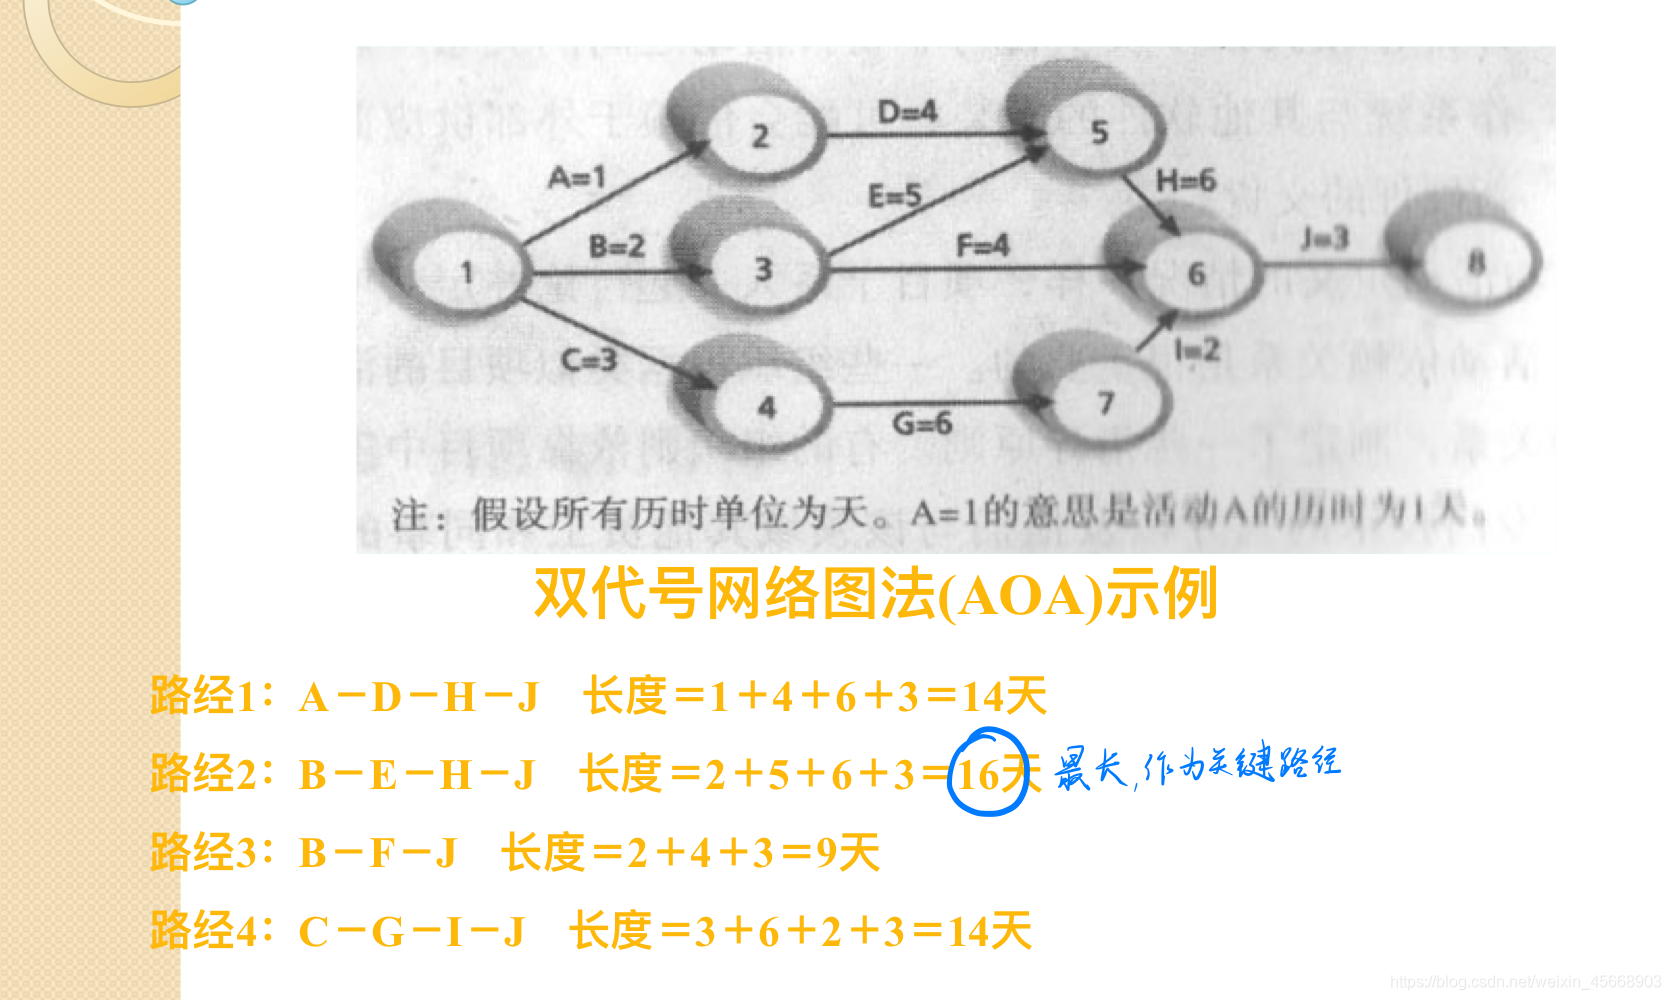 2
D=4
5
A=1
E=5
H=6
1
B=2
3
F=4
6
J=3
8
C=3
4
G=6
7
I=2
注：假设所有历时单位为天。A=1的意思是活动A的历时为1天。
双代号网络图法(AOA)示例
路经1：A－D－H－J 长度＝1＋4＋6＋3＝14天
路经2：B－E－H－J 长度＝2＋5＋6＋3＝16天 最长,作为关键路经
路经3：B－F－J 长度＝2＋4＋3＝9天
路经4：C－G－I－J 长度＝3＋6＋2＋3＝14天
https://blog.csdn.net/weixin_45668903